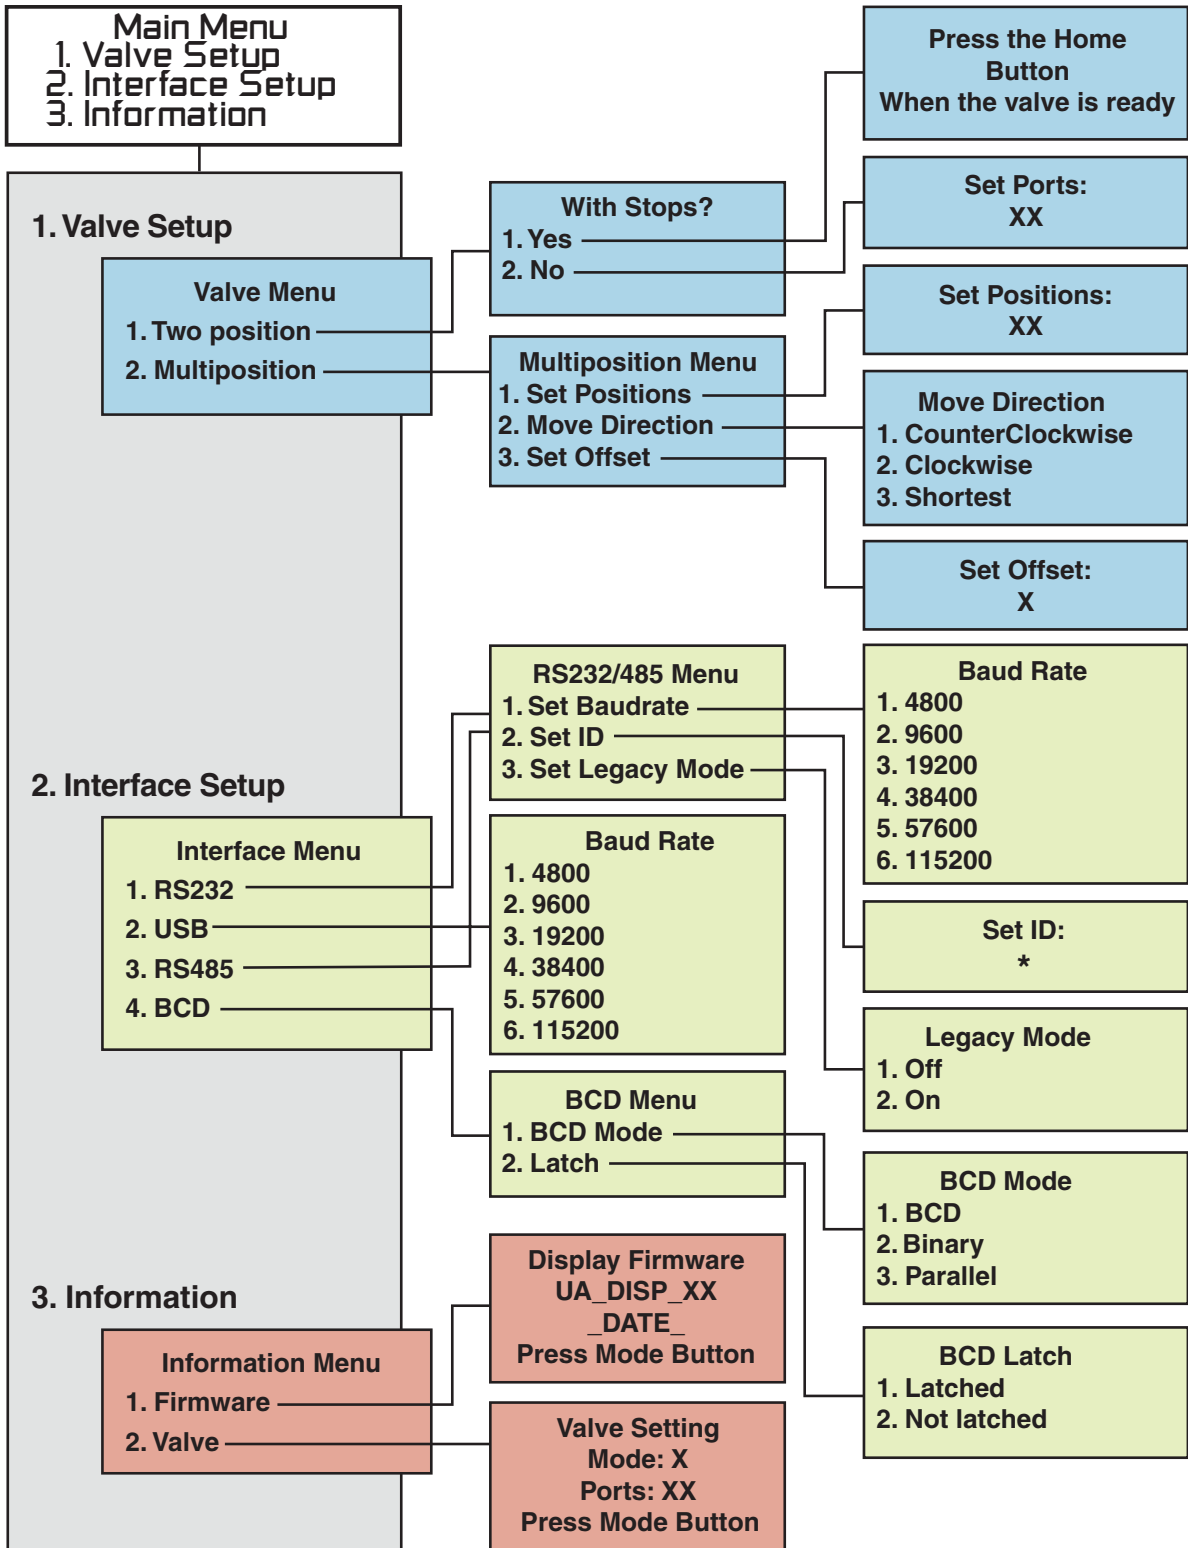 Main Menu
1. Valve Setup
2. Interface Setup
3. Information
1. Valve Setup
Valve Menu
1. Two position
2. Multiposition
With Stops?
1. Yes
2. No
Press the Home
Button
When the valve is ready
Set Ports:
XX
Multiposition Menu
1. Set Positions
2. Move Direction
3. Set Offset
Set Positions:
XX
Move Direction
1. CounterClockwise
2. Clockwise
3. Shortest
Set Offset:
X
2. Interface Setup
Interface Menu
1. RS232
2. USB
3. RS485
4. BCD
RS232/485 Menu
1. Set Baudrate
2. Set ID
3. Set Legacy Mode
Baud Rate
1. 4800
2. 9600
3. 19200
4. 38400
5. 57600
6. 115200
Baud Rate
1. 4800
2. 9600
3. 19200
4. 38400
5. 57600
6. 115200
Set ID:
*
Legacy Mode
1. Off
2. On
BCD Menu
1. BCD Mode
2. Latch
BCD Mode
1. BCD
2. Binary
3. Parallel
BCD Latch
1. Latched
2. Not latched
3. Information
Information Menu
1. Firmware
2. Valve
Display Firmware
UA_DISP_XX
_DATE_
Press Mode Button
Valve Setting
Mode: X
Ports: XX
Press Mode Button